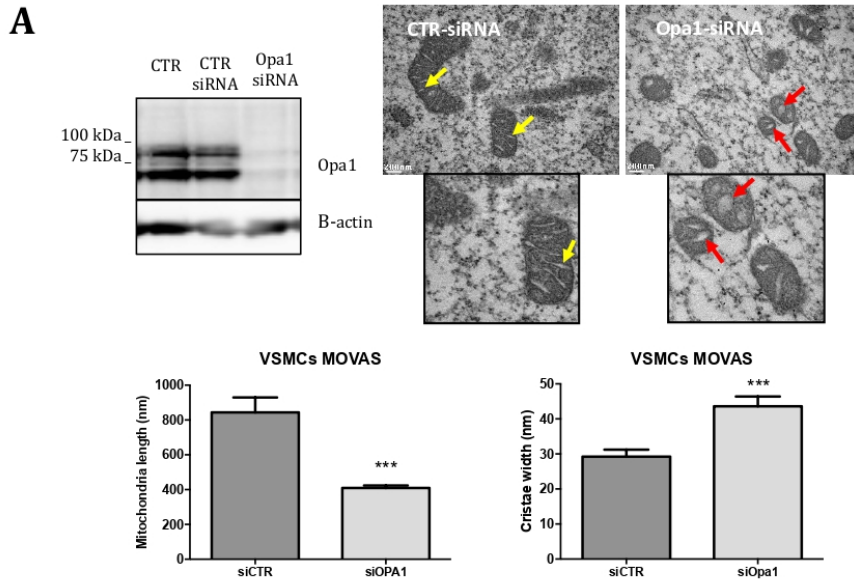 A
CTR
CTR
siRNA
Opa1
siRNA
100 kDa _
75 kDa _
Opa1
B-actin
CTR-siRNA
200nm
Opa1-siRNA
200nm
VSMCs MOVAS
Mitochondria length (nm)
1000
800
600
400
200
0
***
siCTR
siOPA1
VSMCs MOVAS
Cristae width (nm)
50
40
30
20
10
0
***
siCTR
siOpa1